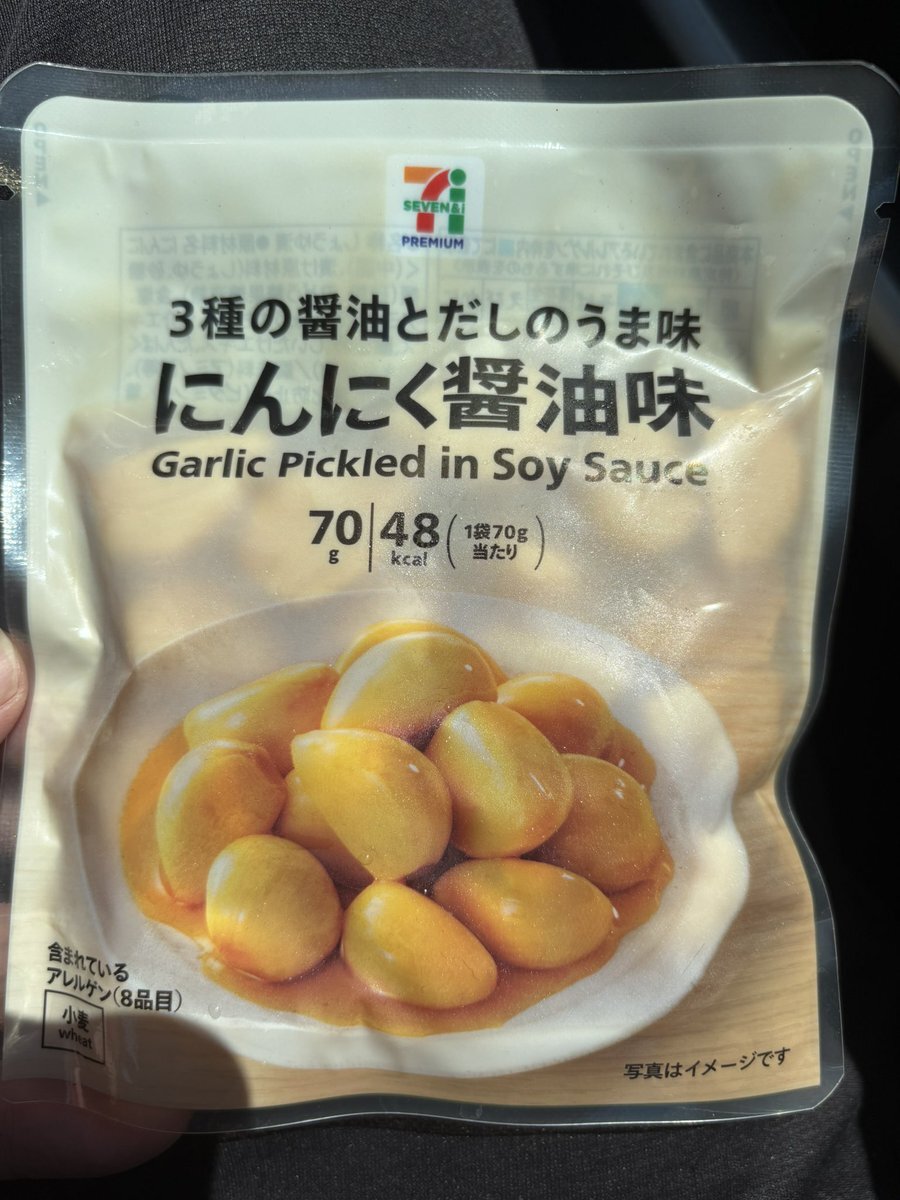 SEVEN&i
PREMIUM
3種の醤油とだしのうま味
にんにく醤油味
Garlic Pickled in Soy Sauce
70g 48kcal (1袋70g当たり)
含まれている
アレルゲン(8品目)
小麦
wheat
写真はイメージです